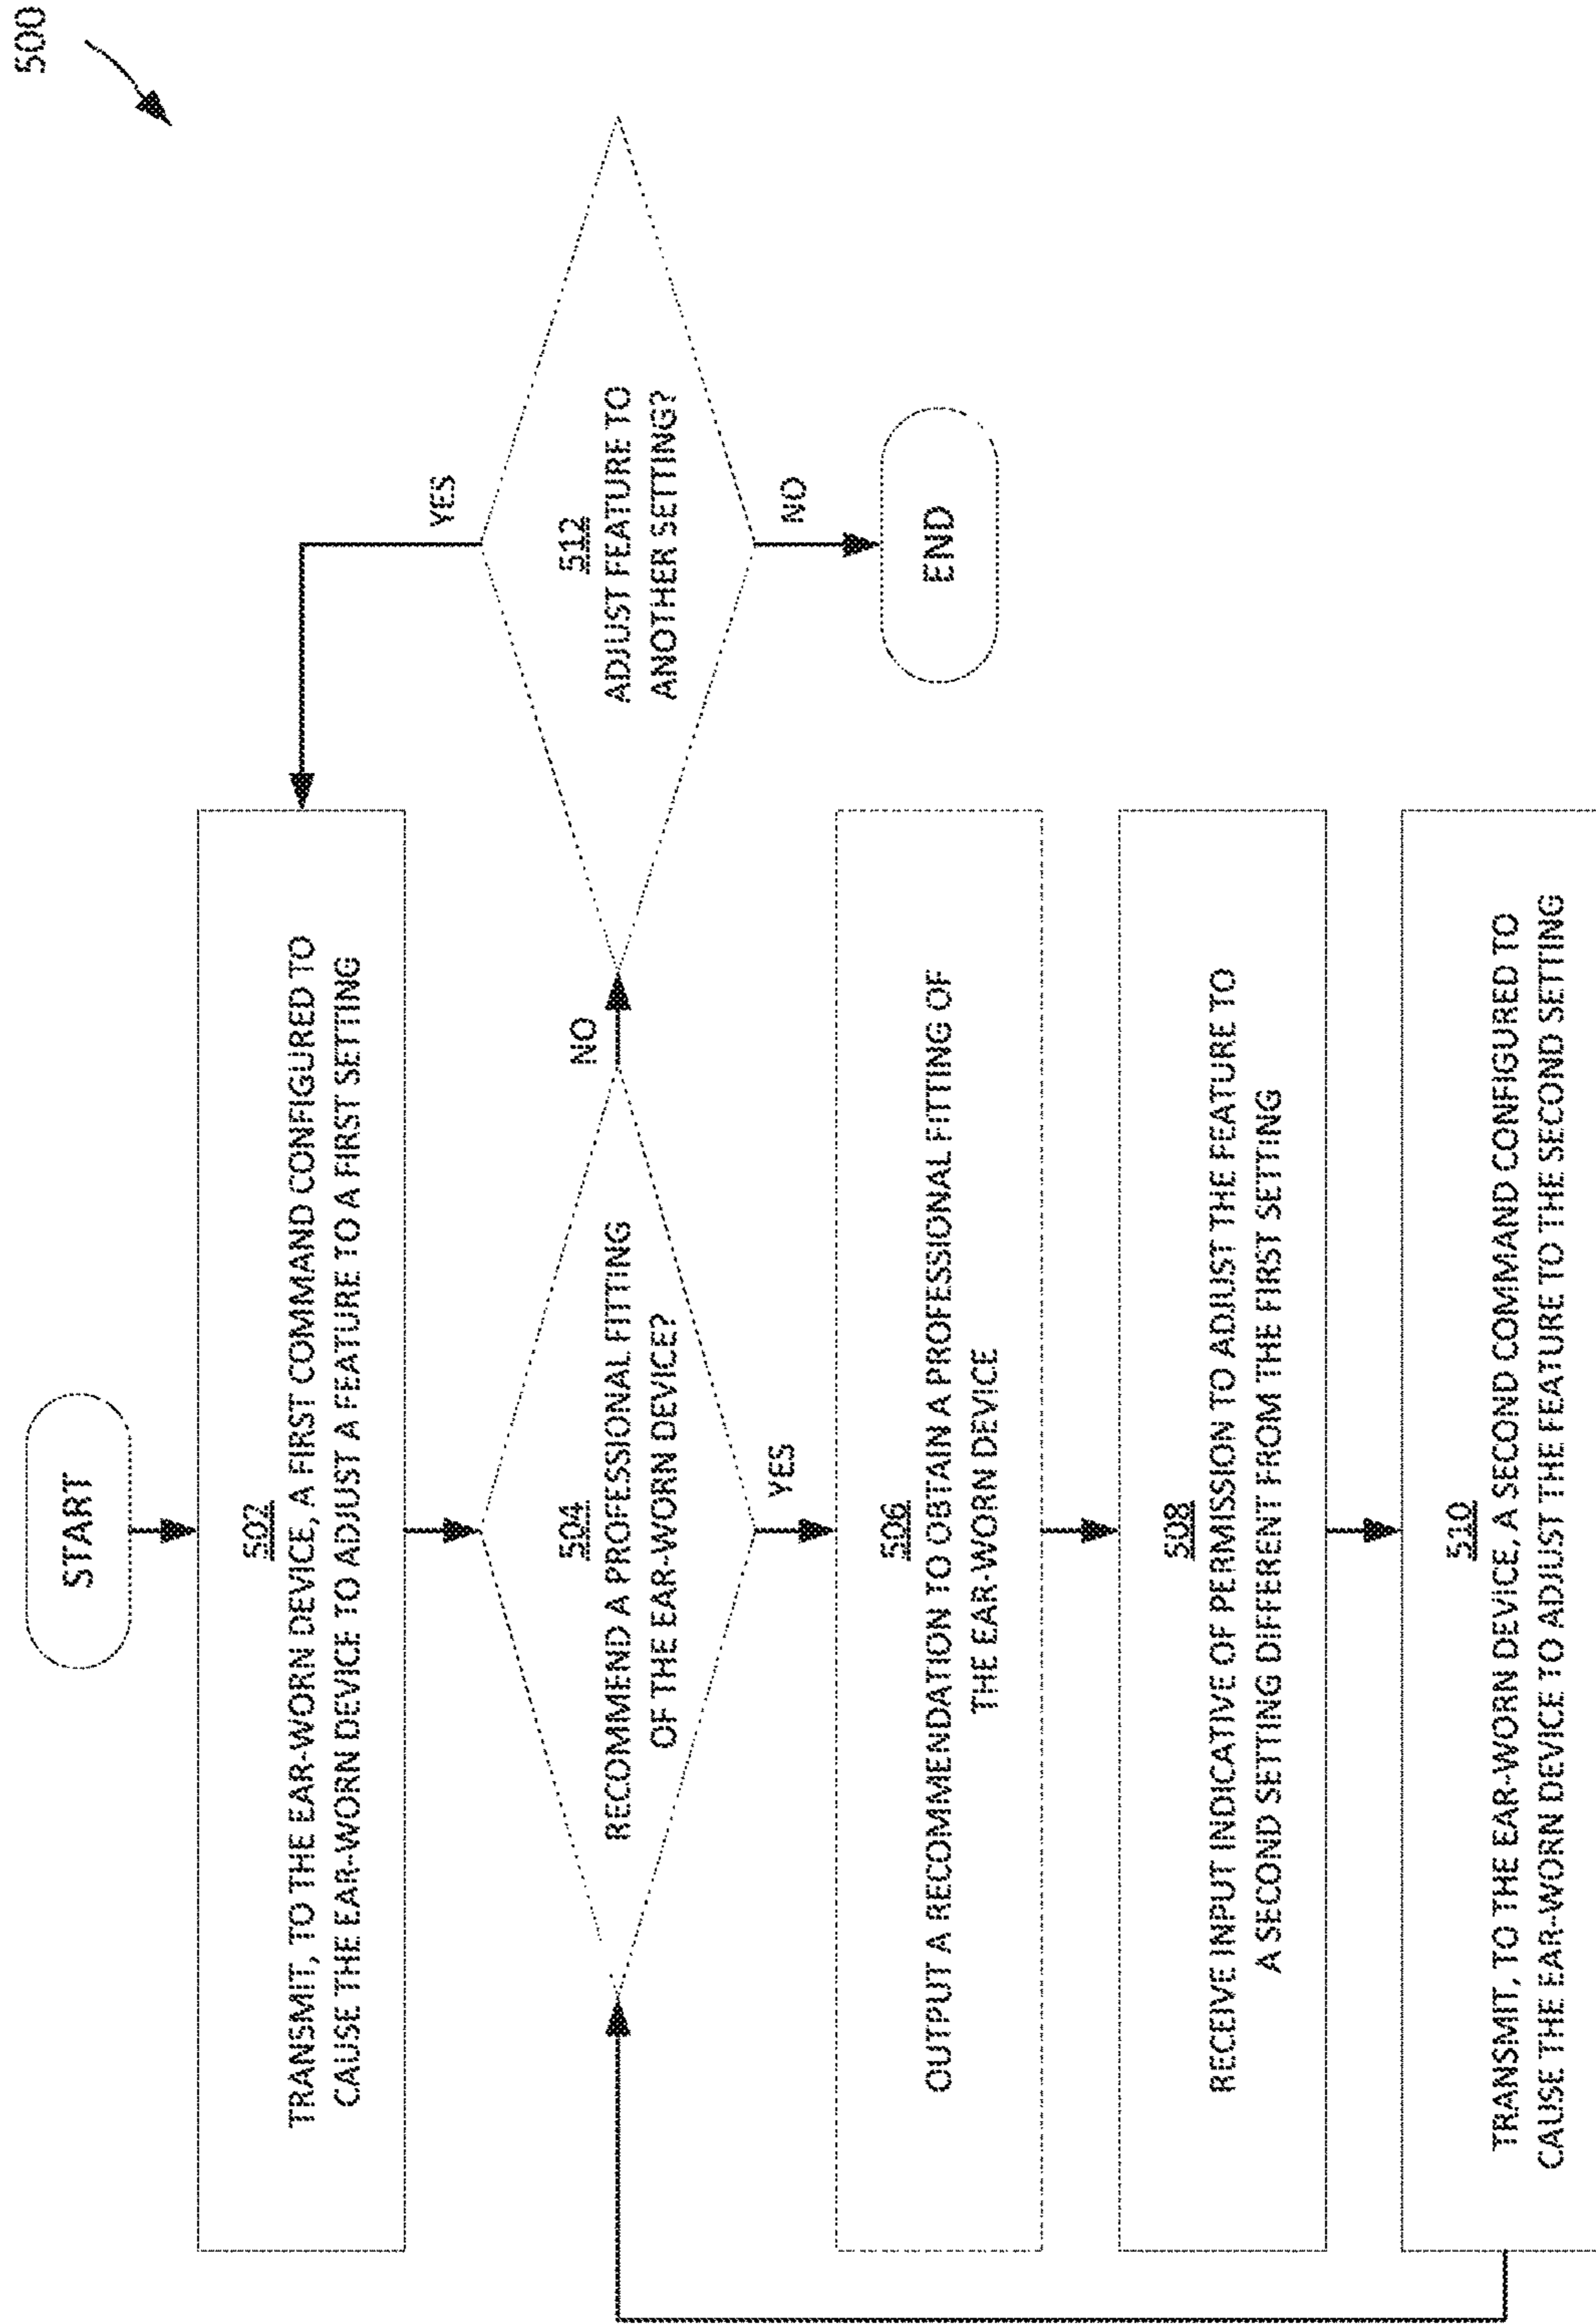 500
START
502
TRANSMIT, TO THE EAR-WORN DEVICE, A FIRST COMMAND CONFIGURED TO
CAUSE THE EAR-WORN DEVICE TO ADJUST A FEATURE TO A FIRST SETTING
504
RECOMMEND A PROFESSIONAL FITTING
OF THE EAR-WORN DEVICE?
NO
YES
512
ADJUST FEATURE TO
ANOTHER SETTING?
YES
NO
END
506
OUTPUT A RECOMMENDATION TO OBTAIN A PROFESSIONAL FITTING OF
THE EAR-WORN DEVICE
508
RECEIVE INPUT INDICATIVE OF PERMISSION TO ADJUST THE FEATURE TO
A SECOND SETTING DIFFERENT FROM THE FIRST SETTING
510
TRANSMIT, TO THE EAR-WORN DEVICE, A SECOND COMMAND CONFIGURED TO
CAUSE THE EAR-WORN DEVICE TO ADJUST THE FEATURE TO THE SECOND SETTING